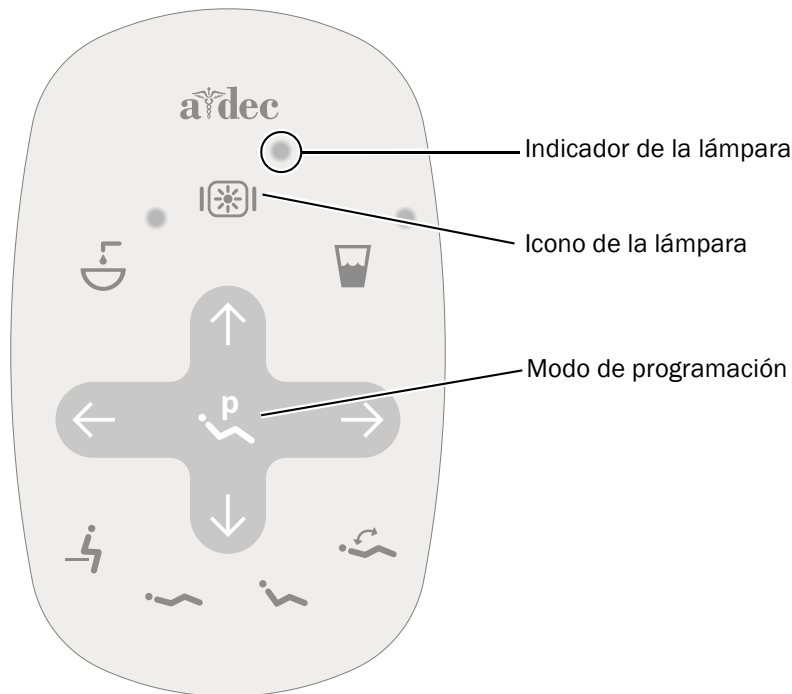 a dec
Indicador de la lámpara
Icono de la lámpara
Modo de programación
p